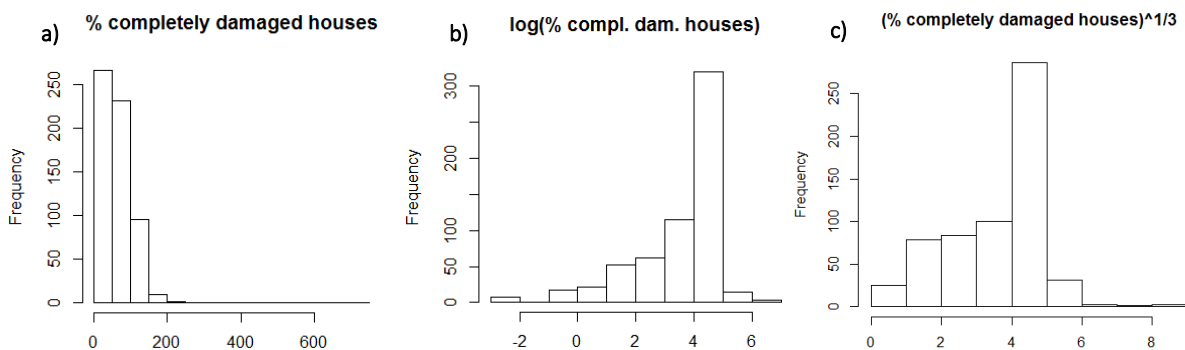 a) % completely damaged houses
Frequency
250
200
150
100
50
0
0 200 400 600
b) log(% compl. dam. houses)
Frequency
300
200
100
0
-2 0 2 4 6
c) (% completely damaged houses)^1/3
Frequency
250
200
150
100
50
0
0 2 4 6 8